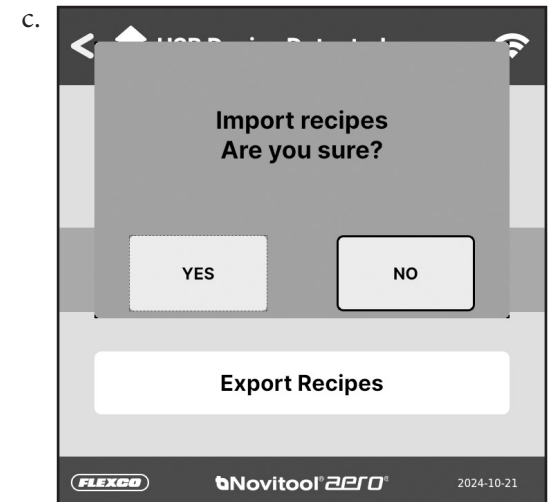 c.
Import recipes
Are you sure?
YES NO
Export Recipes
FLEXCO Novitool® aero® 2024-10-21